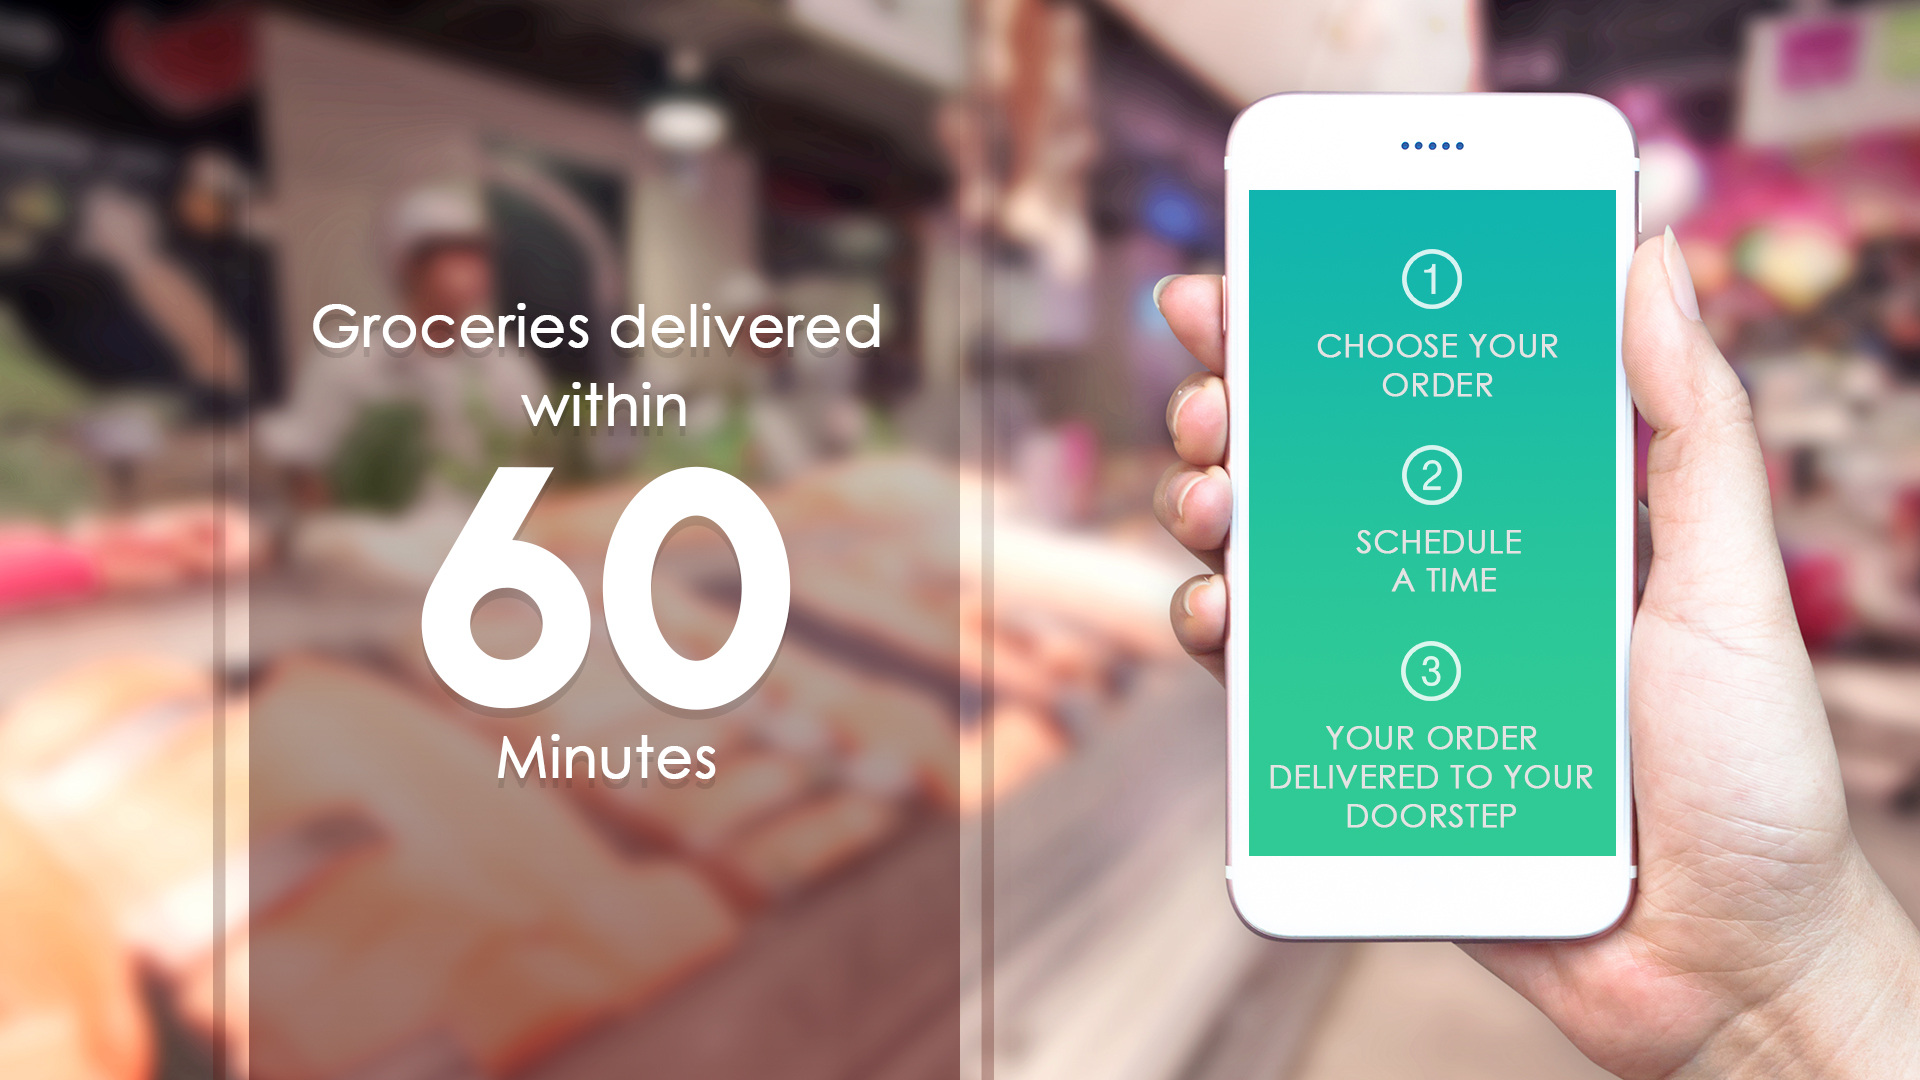 Groceries delivered
within
60
Minutes
1
CHOOSE YOUR
ORDER
2
SCHEDULE
A TIME
3
YOUR ORDER
DELIVERED TO YOUR
DOORSTEP